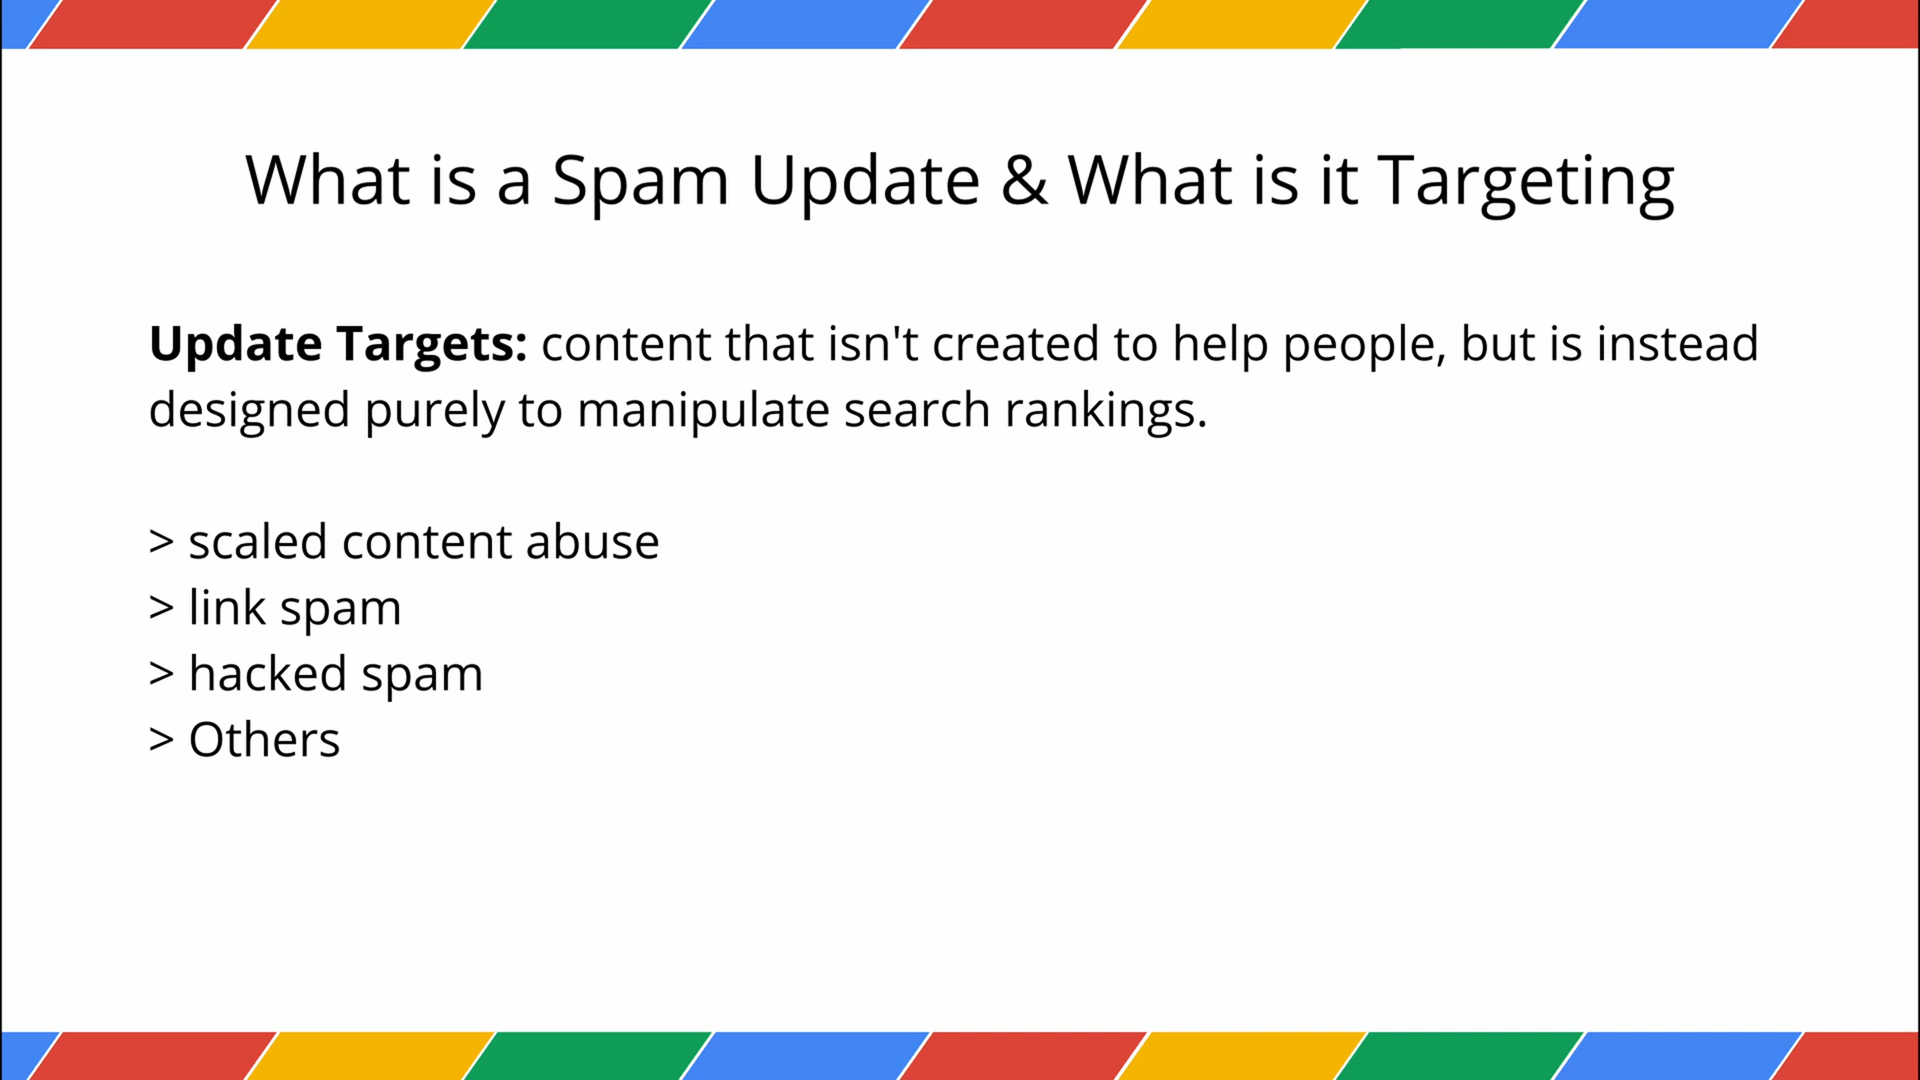 What is a Spam Update & What is it Targeting
Update Targets: content that isn't created to help people, but is instead
designed purely to manipulate search rankings.
> scaled content abuse
> link spam
> hacked spam
> Others